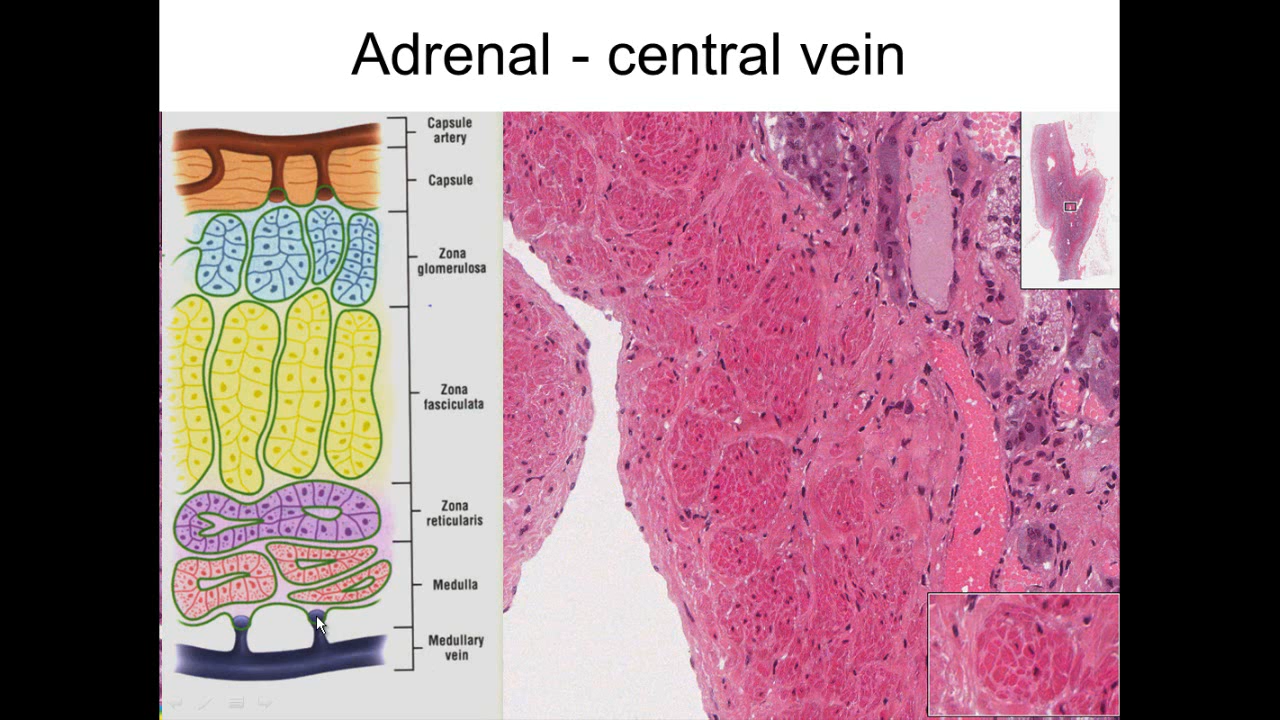 Adrenal - central vein
Capsule
artery
Capsule
Zona
glomerulosa
Zona
fasciculata
Zona
reticularis
Medulla
Medullary
vein